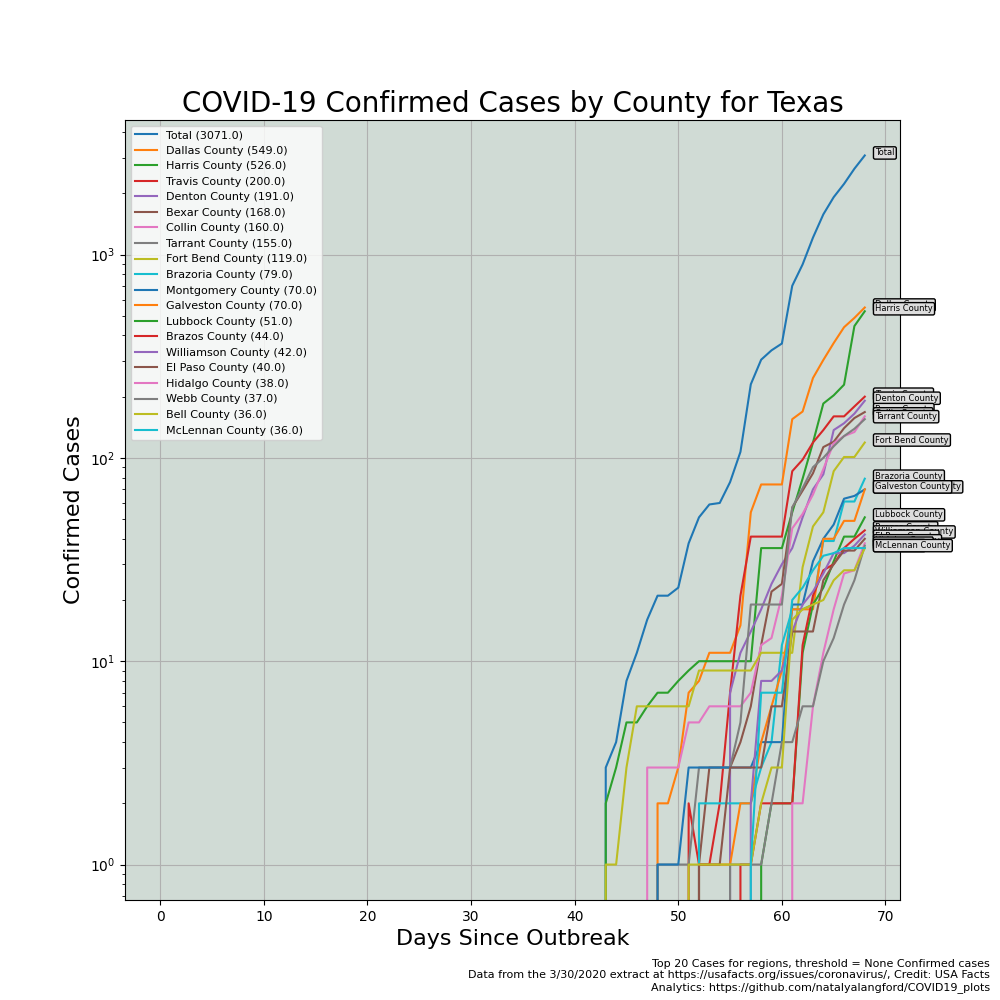 COVID-19 Confirmed Cases by County for Texas
Total (3071.0)
Dallas County (549.0)
Harris County (526.0)
Travis County (200.0)
Denton County (191.0)
Bexar County (168.0)
Collin County (160.0)
Tarrant County (155.0)
Fort Bend County (119.0)
Brazoria County (79.0)
Montgomery County (70.0)
Galveston County (70.0)
Lubbock County (51.0)
Brazos County (44.0)
Williamson County (42.0)
El Paso County (40.0)
Hidalgo County (38.0)
Webb County (37.0)
Bell County (36.0)
McLennan County (36.0)
Total
Harris County
Denton County
Tarrant County
Fort Bend County
Brazoria County
Galveston County
Lubbock County
McLennan County
Confirmed Cases
10³
10²
10¹
10⁰
0 10 20 30 40 50 60 70
Days Since Outbreak
Top 20 Cases for regions, threshold = None Confirmed cases
Data from the 3/30/2020 extract at https://usafacts.org/issues/coronavirus/, Credit: USA Facts
Analytics: https://github.com/natalyalangford/COVID19_plots